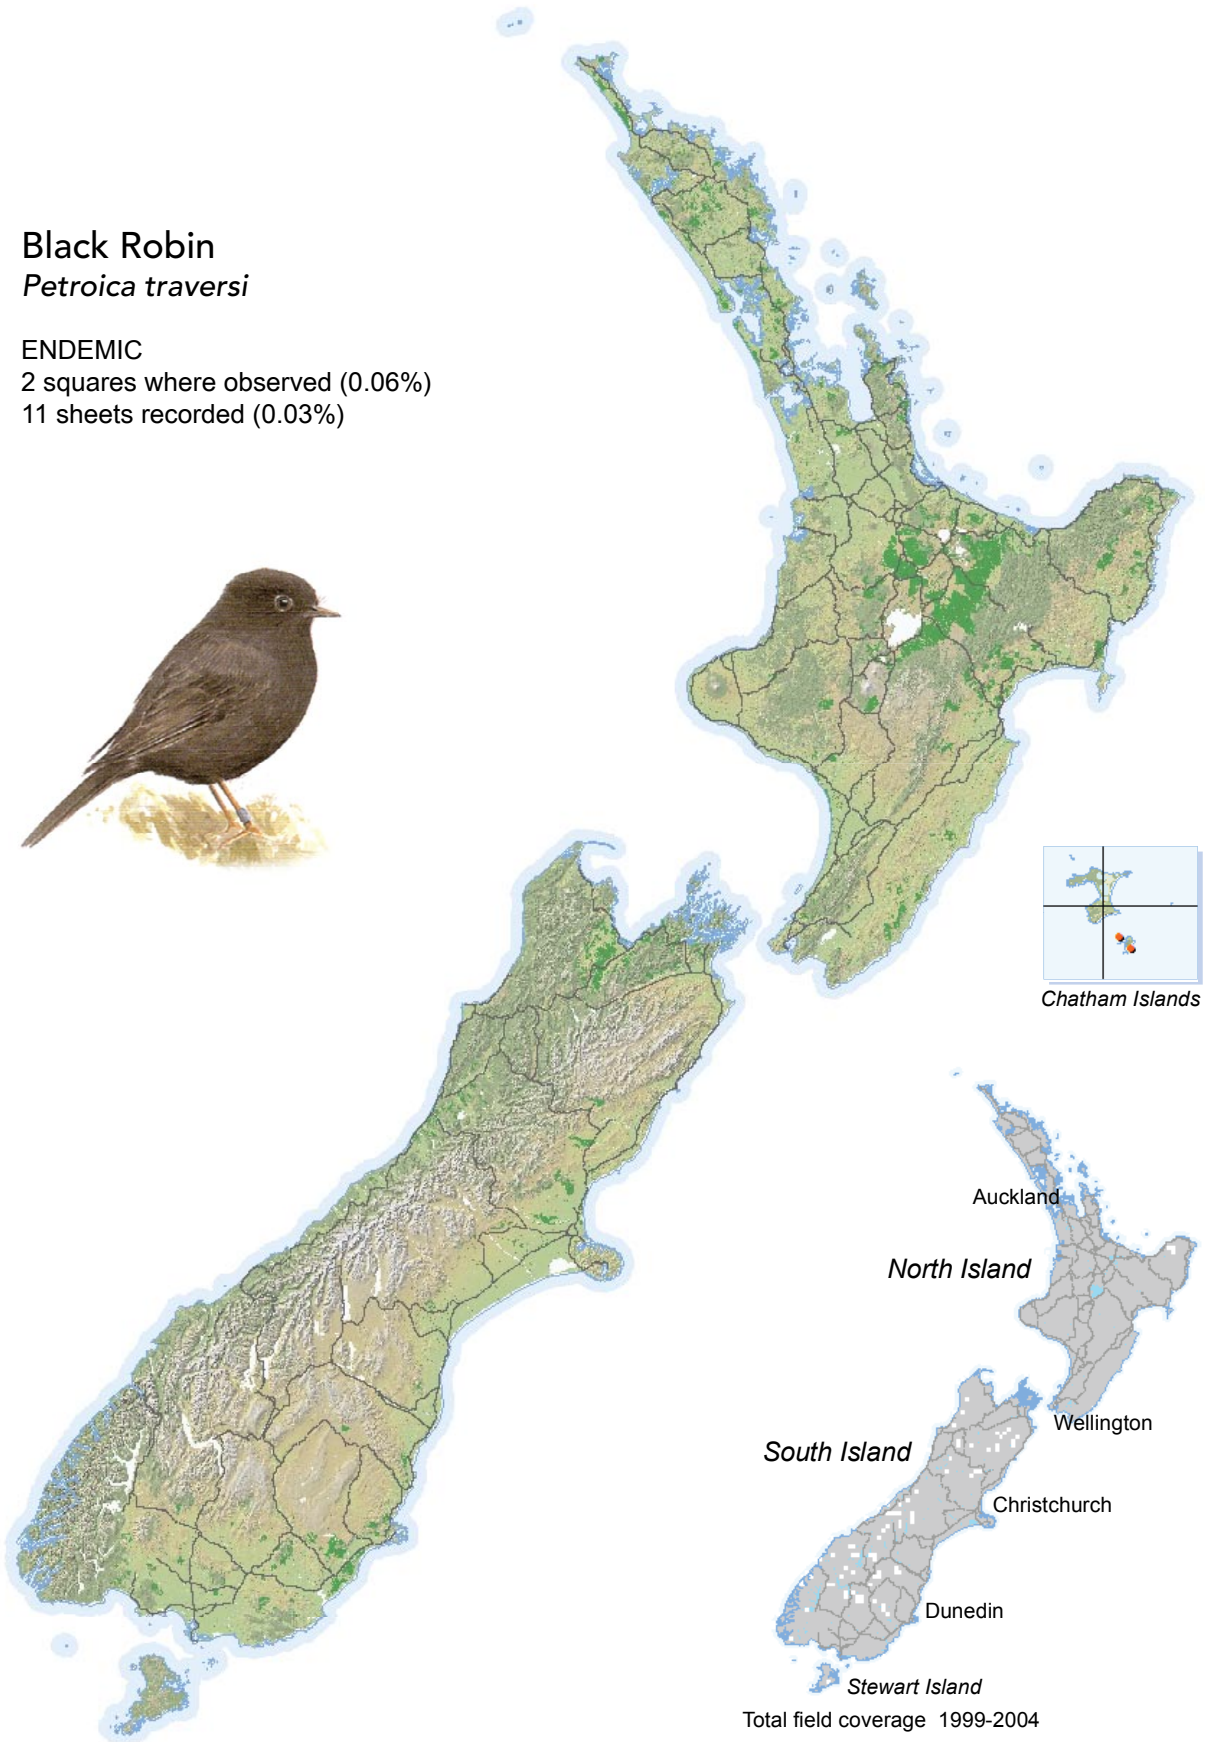 Black Robin
Petroica traversi
ENDEMIC
2 squares where observed (0.06%)
11 sheets recorded (0.03%)
Chatham Islands
Auckland
North Island
Wellington
South Island
Christchurch
Dunedin
Stewart Island
Total field coverage 1999-2004